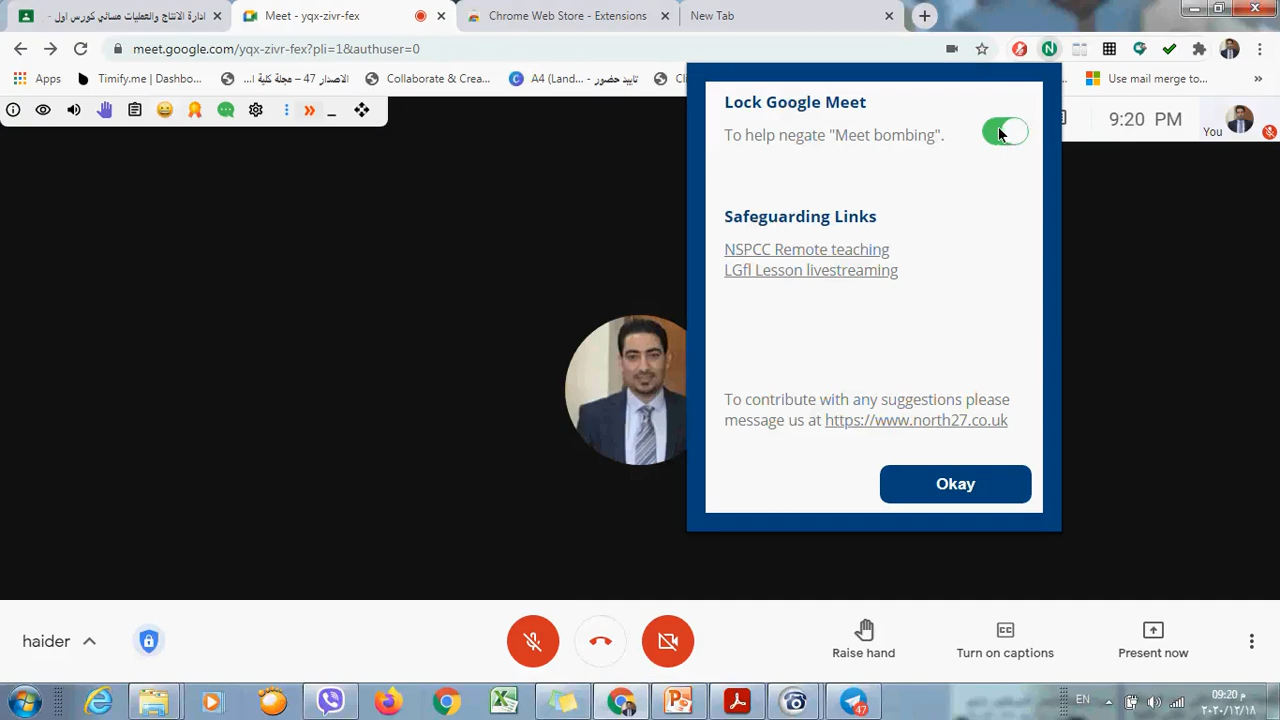 ادارة الانتاج والعمليات مسائي كورس اول -
Meet - yqx-zivr-fex
Chrome Web Store - Extensions
New Tab
meet.google.com/yqx-zivr-fex?pli=1&authuser=0
Apps
Timify.me | Dashbo...
الاصدار 47 – مجلة كلية ا...
Collaborate & Crea...
A4 (Land...
تاييد حضور -
Use mail merge to...
9:20 PM
You
Lock Google Meet
To help negate "Meet bombing".
Safeguarding Links
NSPCC Remote teaching
LGfl Lesson livestreaming
To contribute with any suggestions please
message us at https://www.north27.co.uk
Okay
haider
Raise hand
Turn on captions
Present now
47
EN
09:20 م
٢٠٢٠/١٢/١٨